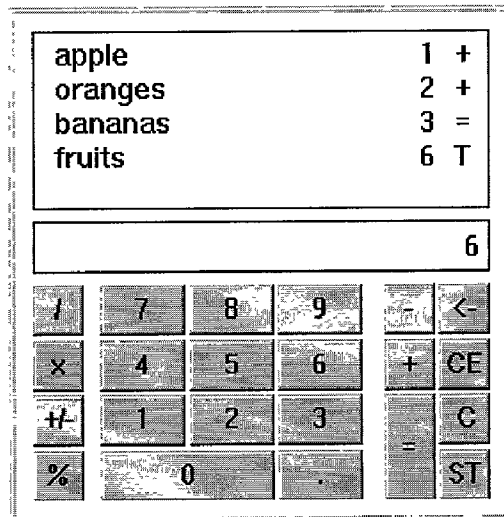 apple 1 +
oranges 2 +
bananas 3 =
fruits 6 T
6
/ 7 8 9 - <-
x 4 5 6 + CE
+/- 1 2 3 = C
% 0 . ST